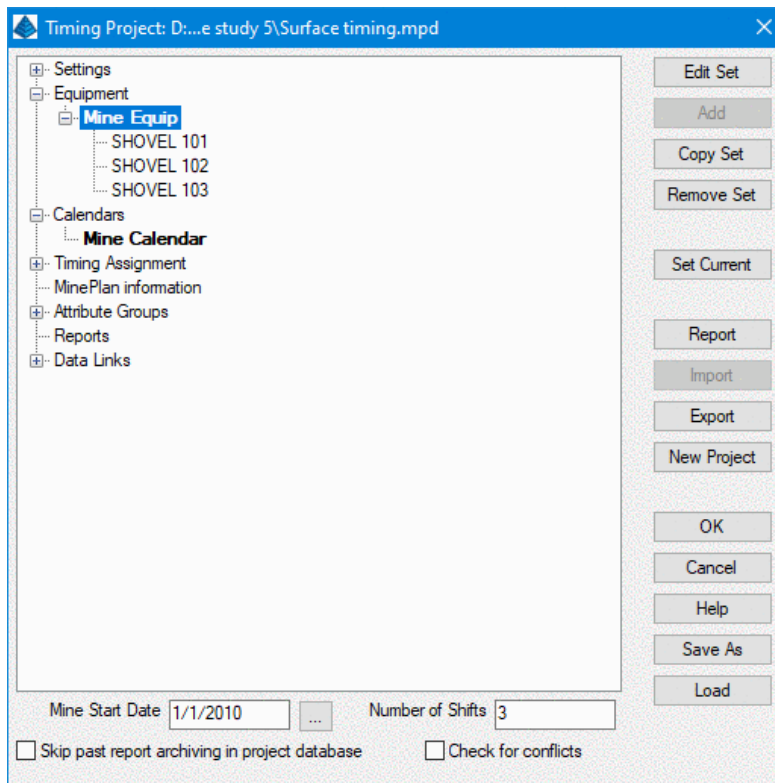 Timing Project: D:...e study 5\Surface timing.mpd
Settings
Equipment
Mine Equip
SHOVEL 101
SHOVEL 102
SHOVEL 103
Calendars
Mine Calendar
Timing Assignment
MinePlan information
Attribute Groups
Reports
Data Links
Edit Set
Add
Copy Set
Remove Set
Set Current
Report
Import
Export
New Project
OK
Cancel
Help
Save As
Load
Mine Start Date 1/1/2010 ... Number of Shifts 3
Skip past report archiving in project database Check for conflicts